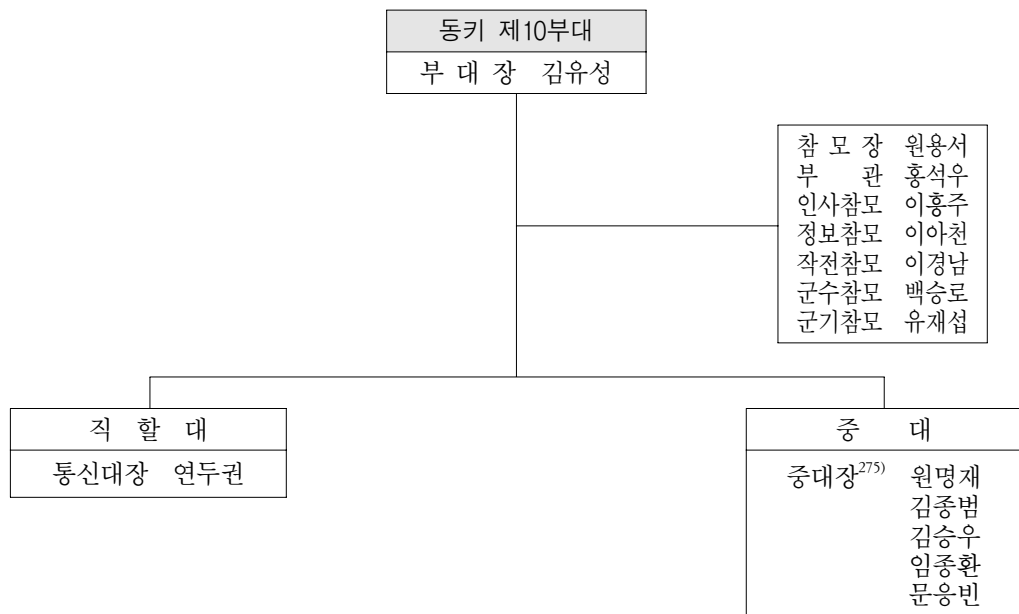 동키 제10부대
부 대 장 김유성
참 모 장 원용서
부 관 홍석우
인사참모 이흥주
정보참모 이아천
작전참모 이경남
군수참모 백승로
군기참모 유재섭
직 할 대
통신대장 연두권
중 대
중대장275) 원명재
김종범
김승우
임종환
문응빈